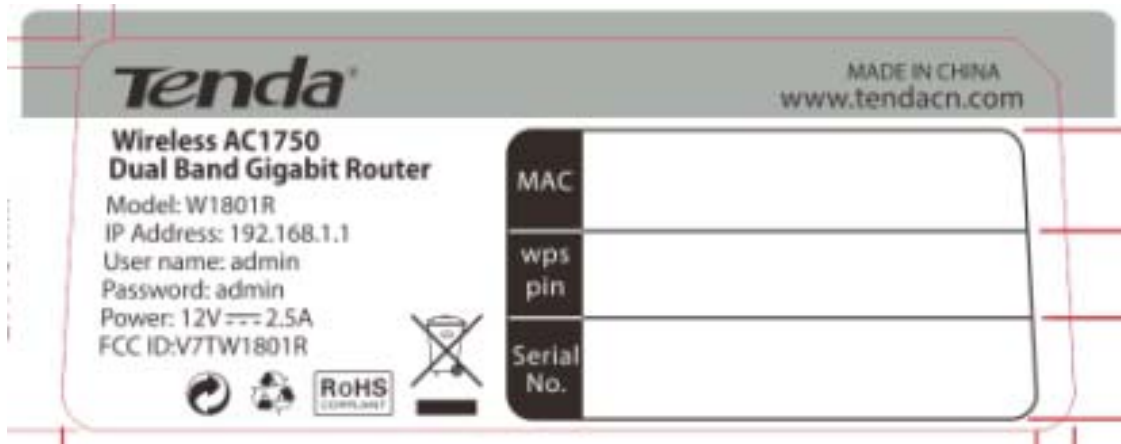 Tenda
MADE IN CHINA
www.tendacn.com
Wireless AC1750
Dual Band Gigabit Router
Model: W1801R
IP Address: 192.168.1.1
User name: admin
Password: admin
Power: 12V⎓2.5A
FCC ID:V7TW1801R
RoHS
COMPLIANT
MAC
wps
pin
Serial
No.